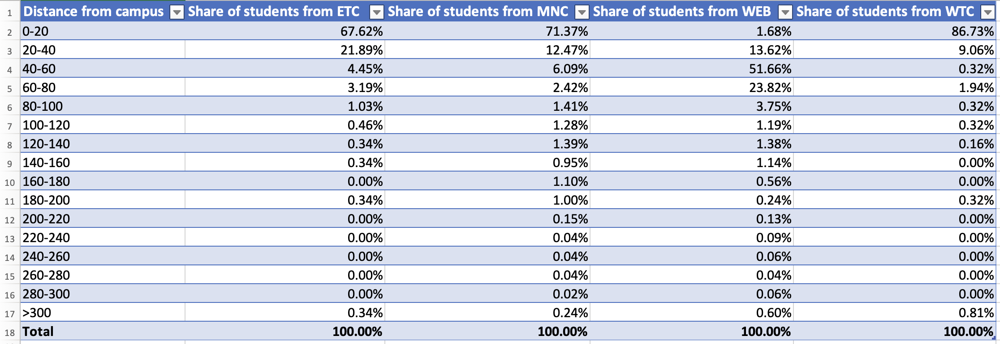 1 Distance from campus Share of students from ETC Share of students from MNC Share of students from WEB Share of students from WTC
2 0-20 67.62% 71.37% 1.68% 86.73%
3 20-40 21.89% 12.47% 13.62% 9.06%
4 40-60 4.45% 6.09% 51.66% 0.32%
5 60-80 3.19% 2.42% 23.82% 1.94%
6 80-100 1.03% 1.41% 3.75% 0.32%
7 100-120 0.46% 1.28% 1.19% 0.32%
8 120-140 0.34% 1.39% 1.38% 0.16%
9 140-160 0.34% 0.95% 1.14% 0.00%
10 160-180 0.00% 1.10% 0.56% 0.00%
11 180-200 0.34% 1.00% 0.24% 0.32%
12 200-220 0.00% 0.15% 0.13% 0.00%
13 220-240 0.00% 0.04% 0.09% 0.00%
14 240-260 0.00% 0.04% 0.06% 0.00%
15 260-280 0.00% 0.04% 0.04% 0.00%
16 280-300 0.00% 0.02% 0.06% 0.00%
17 >300 0.34% 0.24% 0.60% 0.81%
18 Total 100.00% 100.00% 100.00% 100.00%